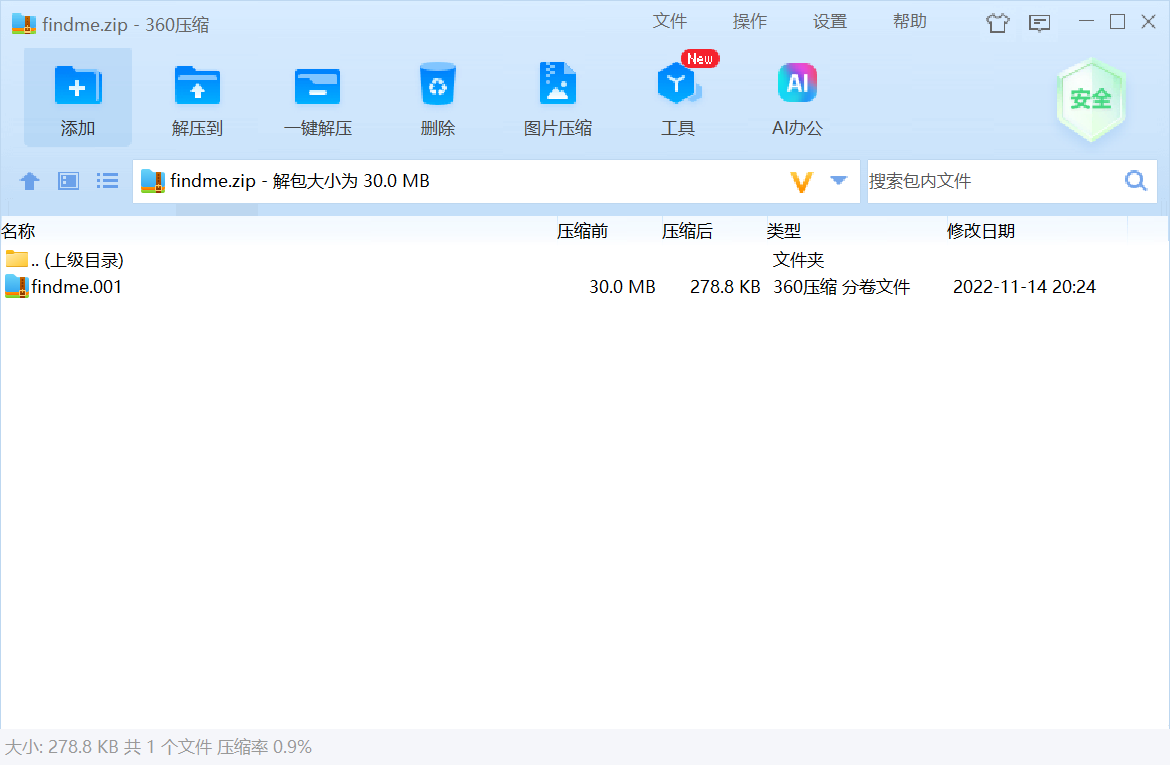 findme.zip - 360压缩
文件 操作 设置 帮助
New
添加 解压到 一键解压 删除 图片压缩 工具 AI办公
AI
安全
findme.zip - 解包大小为 30.0 MB
搜索包内文件
名称 压缩前 压缩后 类型 修改日期
.. (上级目录) 文件夹
findme.001 30.0 MB 278.8 KB 360压缩 分卷文件 2022-11-14 20:24
大小: 278.8 KB 共 1 个文件 压缩率 0.9%